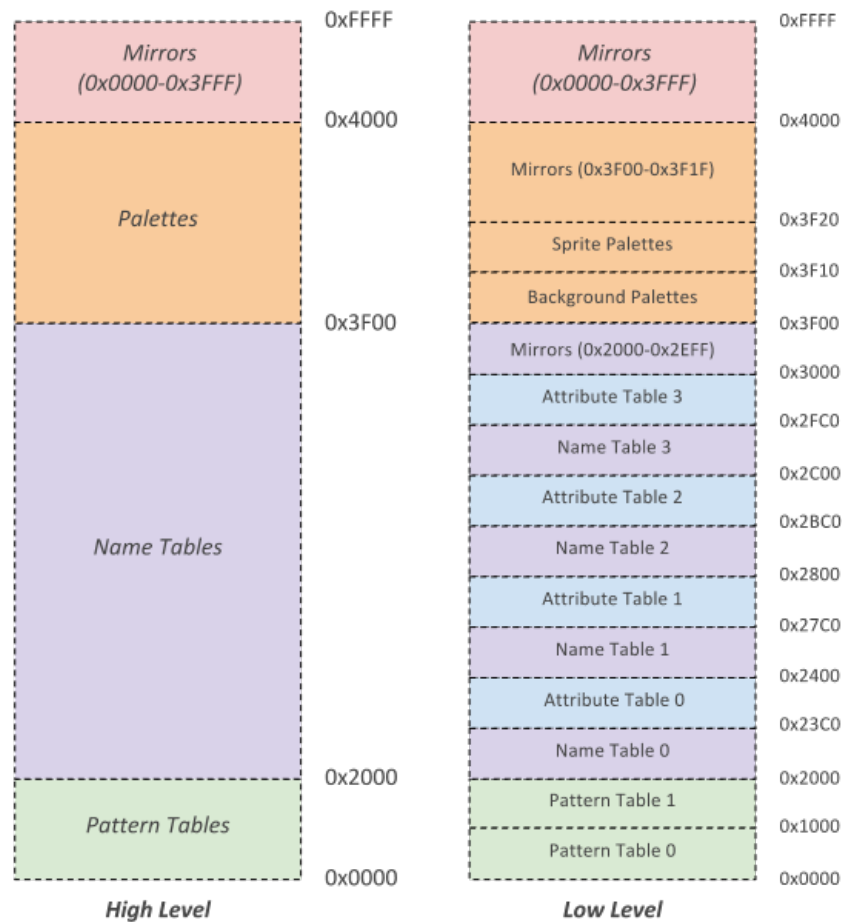 0xFFFF
Mirrors
(0x0000-0x3FFF)
0x4000
Palettes
0x3F00
Name Tables
0x2000
Pattern Tables
0x0000
High Level
0xFFFF
Mirrors
(0x0000-0x3FFF)
0x4000
Mirrors (0x3F00-0x3F1F)
0x3F20
Sprite Palettes
0x3F10
Background Palettes
0x3F00
Mirrors (0x2000-0x2EFF)
0x3000
Attribute Table 3
0x2FC0
Name Table 3
0x2C00
Attribute Table 2
0x2BC0
Name Table 2
0x2800
Attribute Table 1
0x27C0
Name Table 1
0x2400
Attribute Table 0
0x23C0
Name Table 0
0x2000
Pattern Table 1
0x1000
Pattern Table 0
0x0000
Low Level